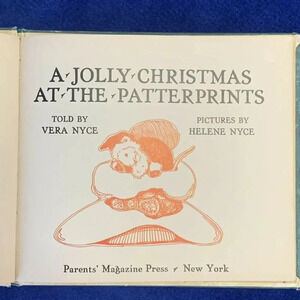 A · JOLLY · CHRISTMAS
AT · THE · PATTERPRINTS
TOLD BY
VERA NYCE
PICTURES BY
HELENE NYCE
Parents' Magazine Press · New York